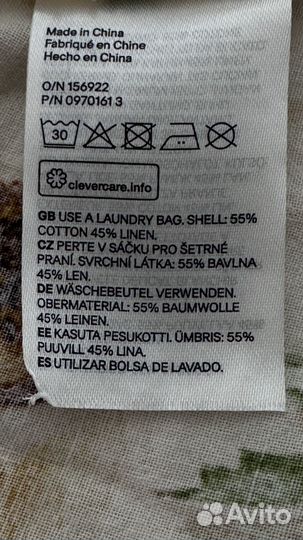 Made in China
Fabriqué en Chine
Hecho en China
O/N 156922
P/N 0970161 3
30
clevercare.info
GB USE A LAUNDRY BAG. SHELL: 55%
COTTON 45% LINEN.
CZ PERTE V SÁČKU PRO ŠETRNÉ
PRANÍ. SVRCHNÍ LÁTKA: 55% BAVLNA
45% LEN.
DE WÄSCHEBEUTEL VERWENDEN.
OBERMATERIAL: 55% BAUMWOLLE
45% LEINEN.
EE KASUTA PESUKOTTI. ÜMBRIS: 55%
PUUVILL 45% LINA.
ES UTILIZAR BOLSA DE LAVADO.
Avito